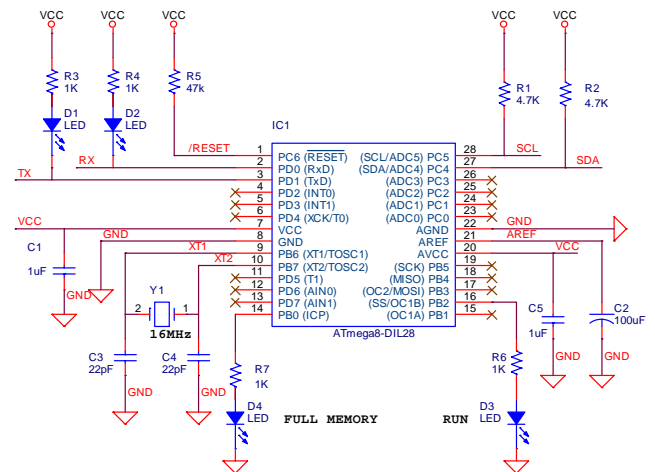 VCC VCC VCC VCC VCC
R3 1K
R4 1K
R5 47k
R1 4.7K
R2 4.7K
D1 LED
D2 LED
IC1
/RESET 1 PC6 (RESET) (SCL/ADC5) PC5 28 SCL
RX 2 PD0 (RxD) (SDA/ADC4) PC4 27 SDA
TX 3 PD1 (TxD) (ADC3) PC3 26
4 PD2 (INT0) (ADC2) PC2 25
5 PD3 (INT1) (ADC1) PC1 24
6 PD4 (XCK/T0) (ADC0) PC0 23
VCC 7 VCC AGND 22 GND
GND 8 GND AREF 21 AREF
XT1 9 PB6 (XT1/TOSC1) AVCC 20 VCC
XT2 10 PB7 (XT2/TOSC2) (SCK) PB5 19
11 PD5 (T1) (MISO) PB4 18
12 PD6 (AIN0) (OC2/MOSI) PB3 17
13 PD7 (AIN1) (SS/OC1B) PB2 16
14 PB0 (ICP) (OC1A) PB1 15
ATmega8-DIL28
C1
1uF
GND
Y1
2 1
16MHz
C3
22pF
GND
C4
22pF
GND
C5
1uF
GND
C2
100uF
GND
R7
1K
R6
1K
D4
LED
FULL MEMORY
RUN
D3
LED